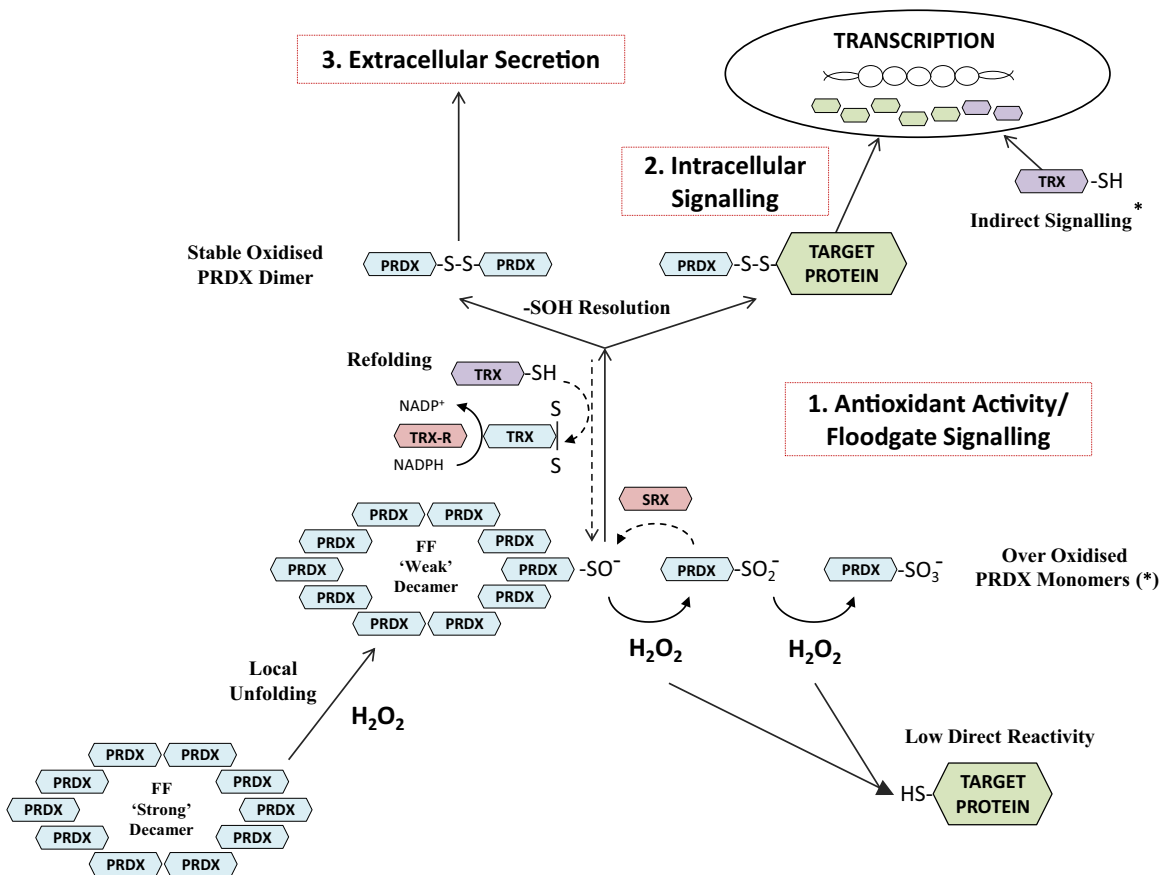 3. Extracellular Secretion
TRANSCRIPTION
2. Intracellular
Signalling
TRX -SH
Indirect Signalling*
Stable Oxidised
PRDX Dimer
PRDX -S-S- PRDX
PRDX -S-S- TARGET
PROTEIN
-SOH Resolution
Refolding
TRX -SH
NADP⁺
TRX-R
NADPH
TRX
S
S
1. Antioxidant Activity/
Floodgate Signalling
SRX
PRDX PRDX
PRDX PRDX
PRDX PRDX
PRDX PRDX
PRDX PRDX
FF
‘Weak’
Decamer
-SO⁻
PRDX -SO₂⁻
PRDX -SO₃⁻
Over Oxidised
PRDX Monomers (*)
H₂O₂
H₂O₂
Local
Unfolding
H₂O₂
Low Direct Reactivity
HS- TARGET
PROTEIN
PRDX PRDX
PRDX PRDX
PRDX PRDX
PRDX PRDX
PRDX PRDX
FF
‘Strong’
Decamer